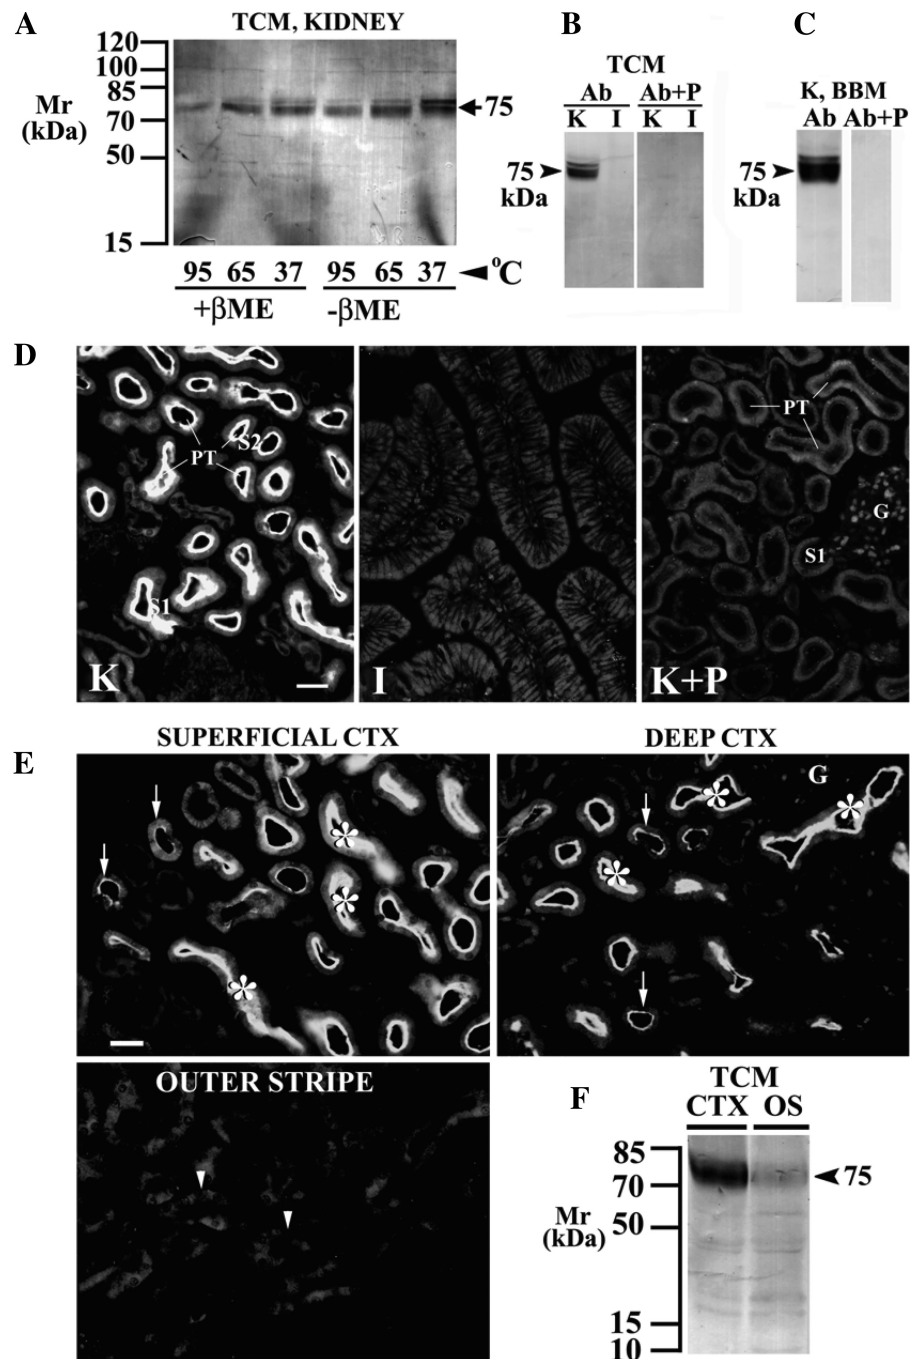 A
TCM, KIDNEY
120
100
85
70
50
15
Mr
(kDa)
75
95 65 37 95 65 37 °C
+βME -βME
B
TCM
Ab Ab+P
K I K I
75
kDa
C
K, BBM
Ab Ab+P
75
kDa
D
PT
S2
S1
K
I
PT
G
S1
K+P
E
SUPERFICIAL CTX
DEEP CTX
G
OUTER STRIPE
F
TCM
CTX OS
85
70
50
15
10
Mr
(kDa)
75